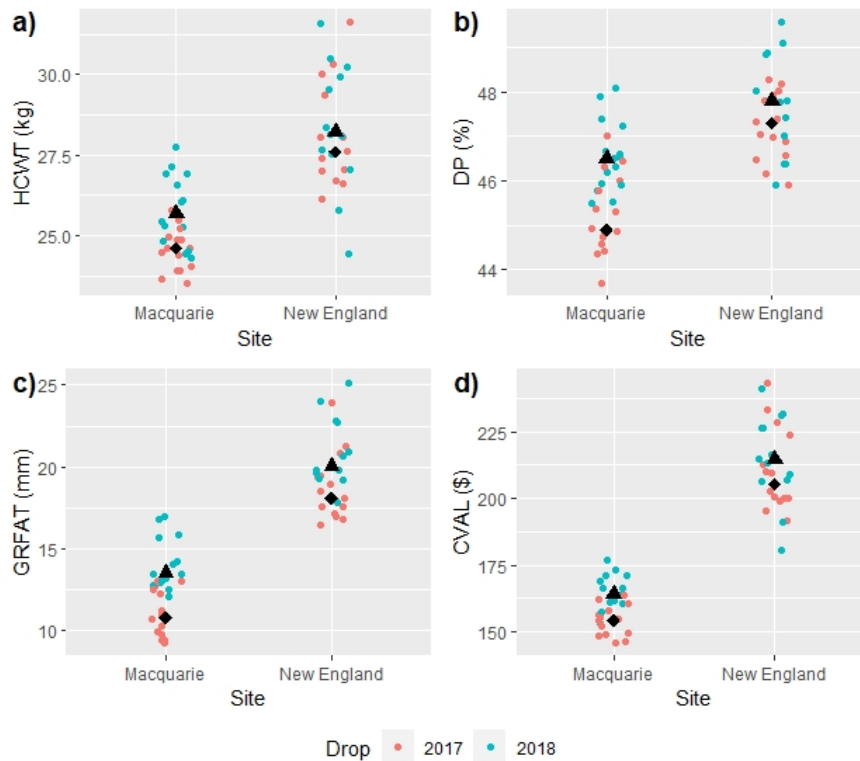 a)
HCWT (kg)
30.0
27.5
25.0
Macquarie New England
Site
b)
DP (%)
48
46
44
Macquarie New England
Site
c)
GRFAT (mm)
25
20
15
10
Macquarie New England
Site
d)
CVAL ($)
225
200
175
150
Macquarie New England
Site
Drop 2017 2018